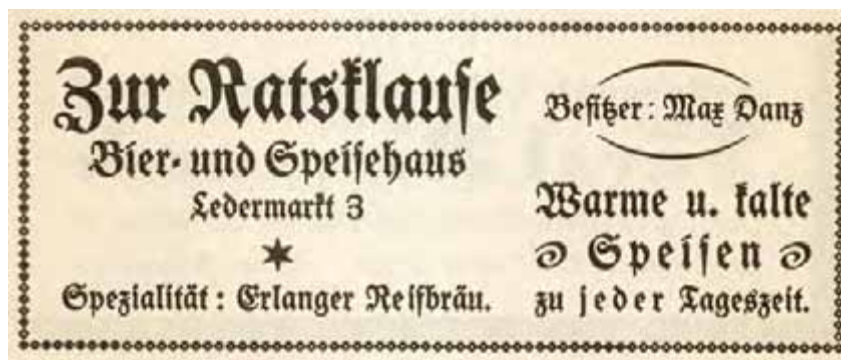 Zur Ratsklause
Bier- und Speisehaus
Ledermarkt 3
Spezialität: Erlanger Reifbräu.
Besitzer: Max Danz
Warme u. kalte
Speisen
zu jeder Tageszeit.